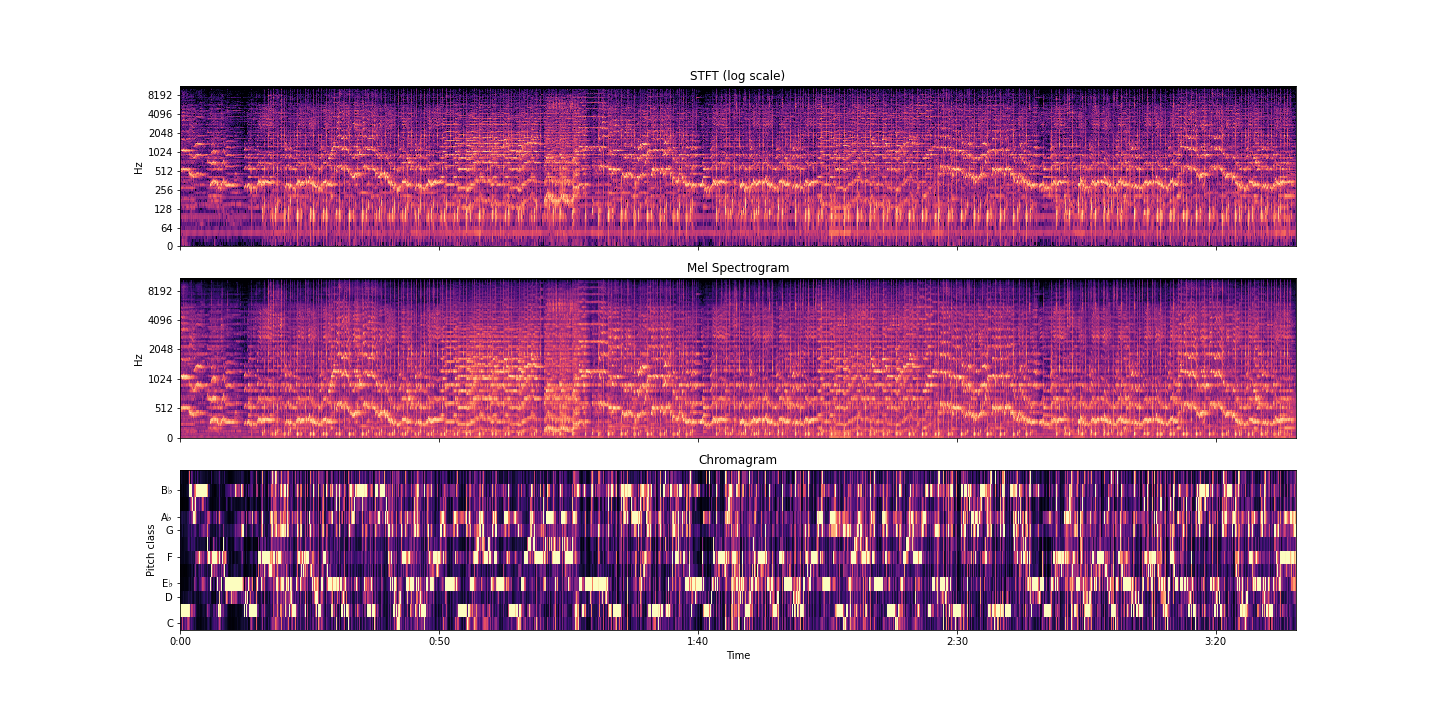 STFT (log scale)
8192
4096
2048
1024
512
256
128
64
0
Hz
Mel Spectrogram
8192
4096
2048
1024
512
0
Hz
Chromagram
B♭
A♭
G
F
E♭
D
C
Pitch class
0:00
0:50
1:40
2:30
3:20
Time